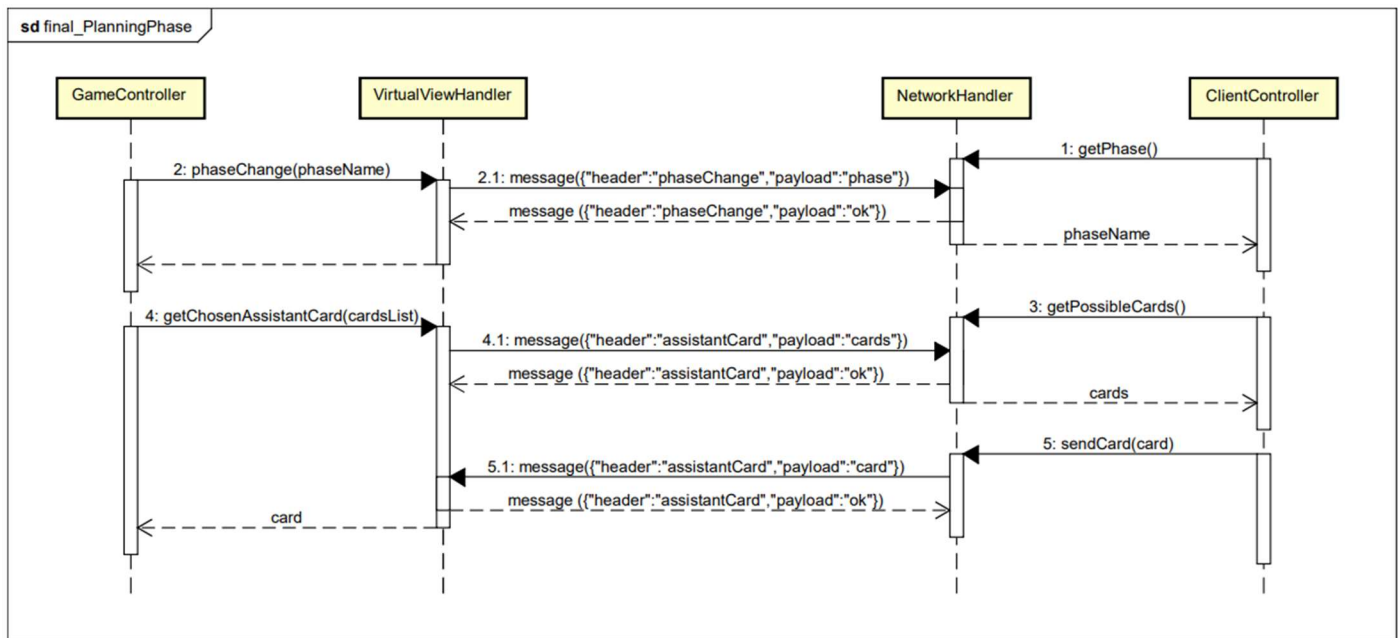 sd final_PlanningPhase
GameController
VirtualViewHandler
NetworkHandler
ClientController
1: getPhase()
2: phaseChange(phaseName)
2.1: message({"header":"phaseChange","payload":"phase"})
message ({"header":"phaseChange","payload":"ok"})
phaseName
3: getPossibleCards()
4: getChosenAssistantCard(cardsList)
4.1: message({"header":"assistantCard","payload":"cards"})
message ({"header":"assistantCard","payload":"ok"})
cards
5: sendCard(card)
5.1: message({"header":"assistantCard","payload":"card"})
message ({"header":"assistantCard","payload":"ok"})
card